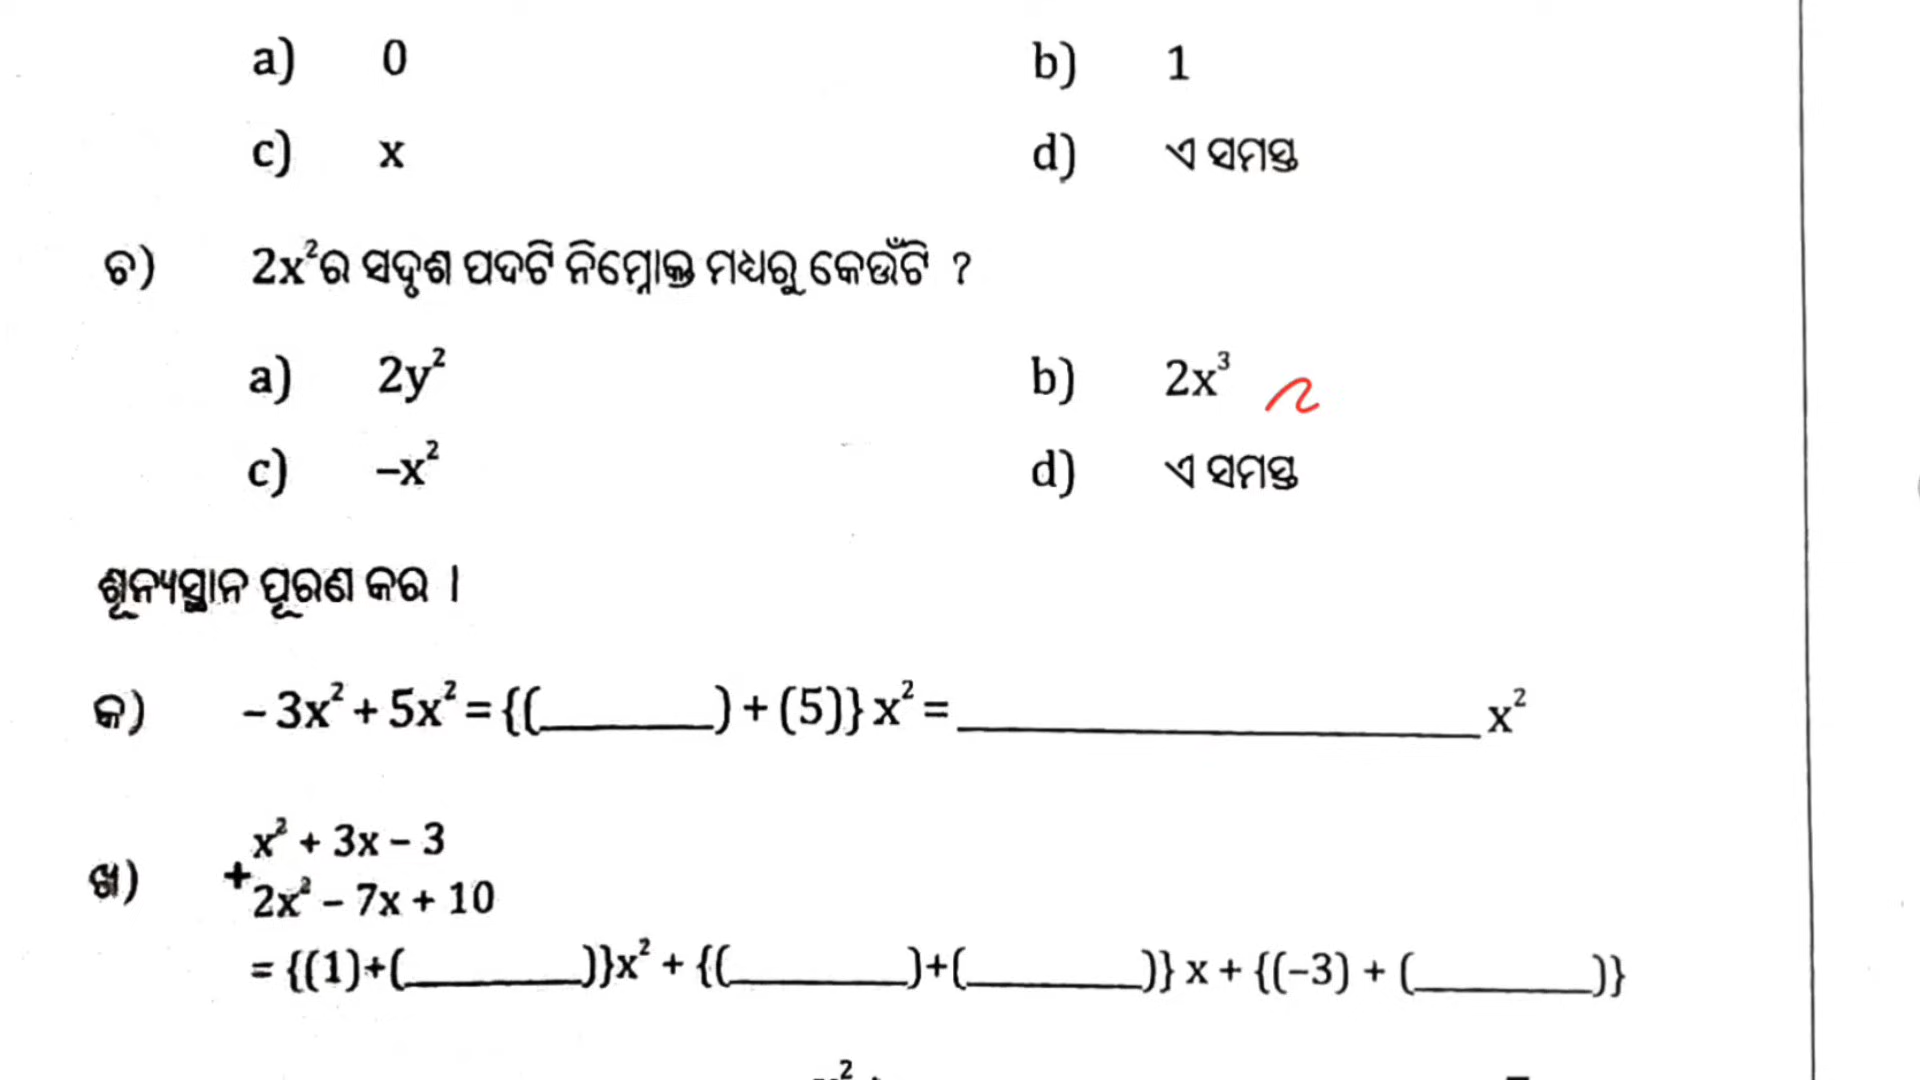 a) 0 b) 1
c) x d) ଏ ସମସ୍ତ
ଚ) 2x²ର ସଦୃଶ ପଦଟି ନିମ୍ନୋକ୍ତ ମଧ୍ୟରୁ କେଉଁଟି ?
a) 2y² b) 2x³
c) –x² d) ଏ ସମସ୍ତ
ଶୂନ୍ୟସ୍ଥାନ ପୂରଣ କର ।
କ) – 3x² + 5x² = {(______) + (5)} x² = __________________ x²
x² + 3x – 3
ଖ) +
2x² – 7x + 10
= {(1)+(______)}x² + {(______)+(______)} x + {(–3) + (______)}